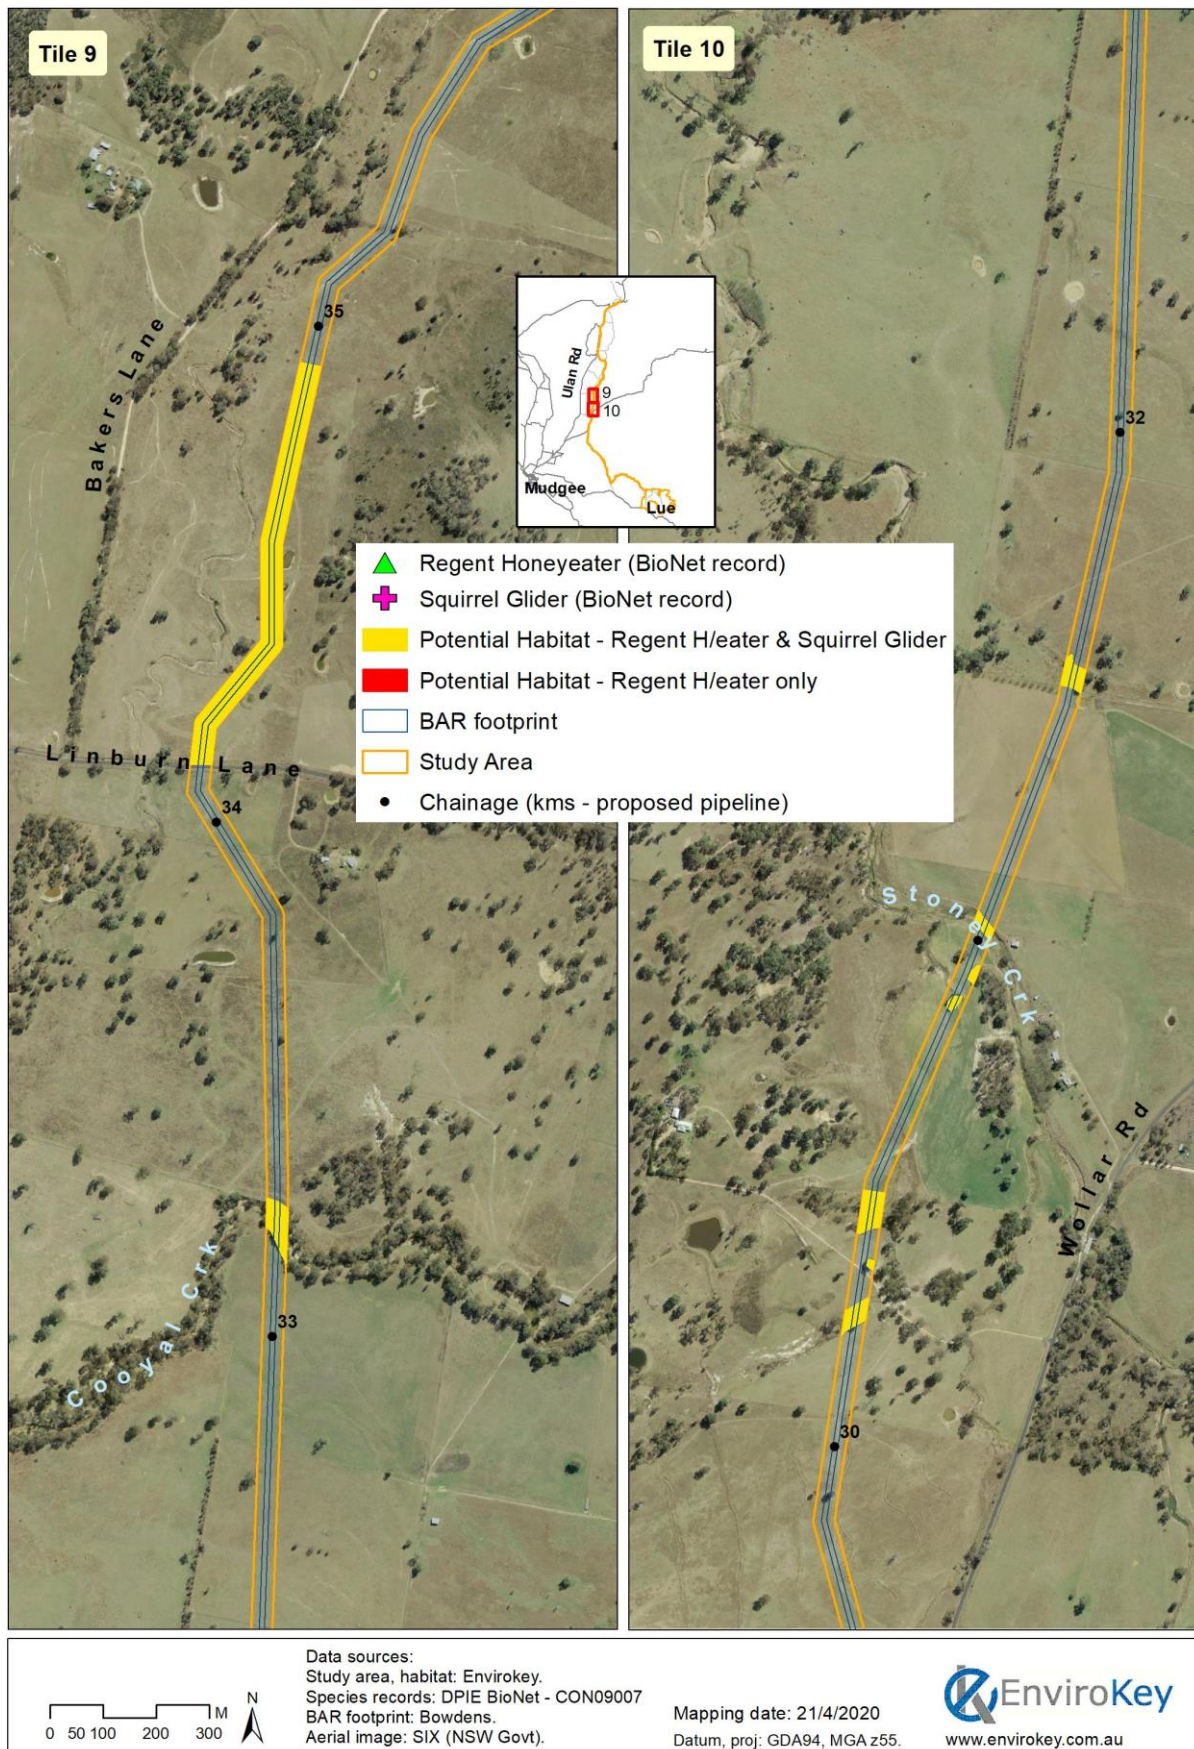 Tile 9
Tile 10
35
Bakers Lane
32
Ulan Rd
9
10
Mudgee
Lue
Regent Honeyeater (BioNet record)
Squirrel Glider (BioNet record)
Potential Habitat - Regent H/eater & Squirrel Glider
Potential Habitat - Regent H/eater only
BAR footprint
Study Area
Chainage (kms - proposed pipeline)
Linburn Lane
34
Stoney Crk
Wollar Rd
Cooyal Crk
33
30
0 50 100 200 300
M
N
Data sources:
Study area, habitat: Envirokey.
Species records: DPIE BioNet - CON09007
BAR footprint: Bowdens.
Aerial image: SIX (NSW Govt).
Mapping date: 21/4/2020
Datum, proj: GDA94, MGA z55.
EnviroKey
www.envirokey.com.au